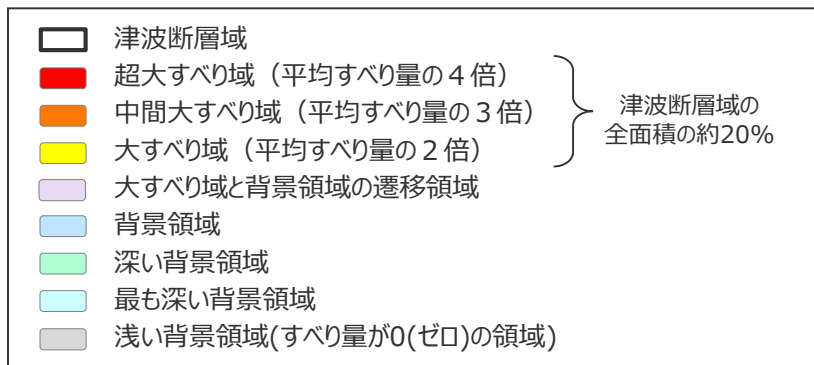 津波断層域
超大すべり域（平均すべり量の４倍）
中間大すべり域（平均すべり量の３倍）
大すべり域（平均すべり量の２倍）
津波断層域の
全面積の約20%
大すべり域と背景領域の遷移領域
背景領域
深い背景領域
最も深い背景領域
浅い背景領域(すべり量が0(ゼロ)の領域)